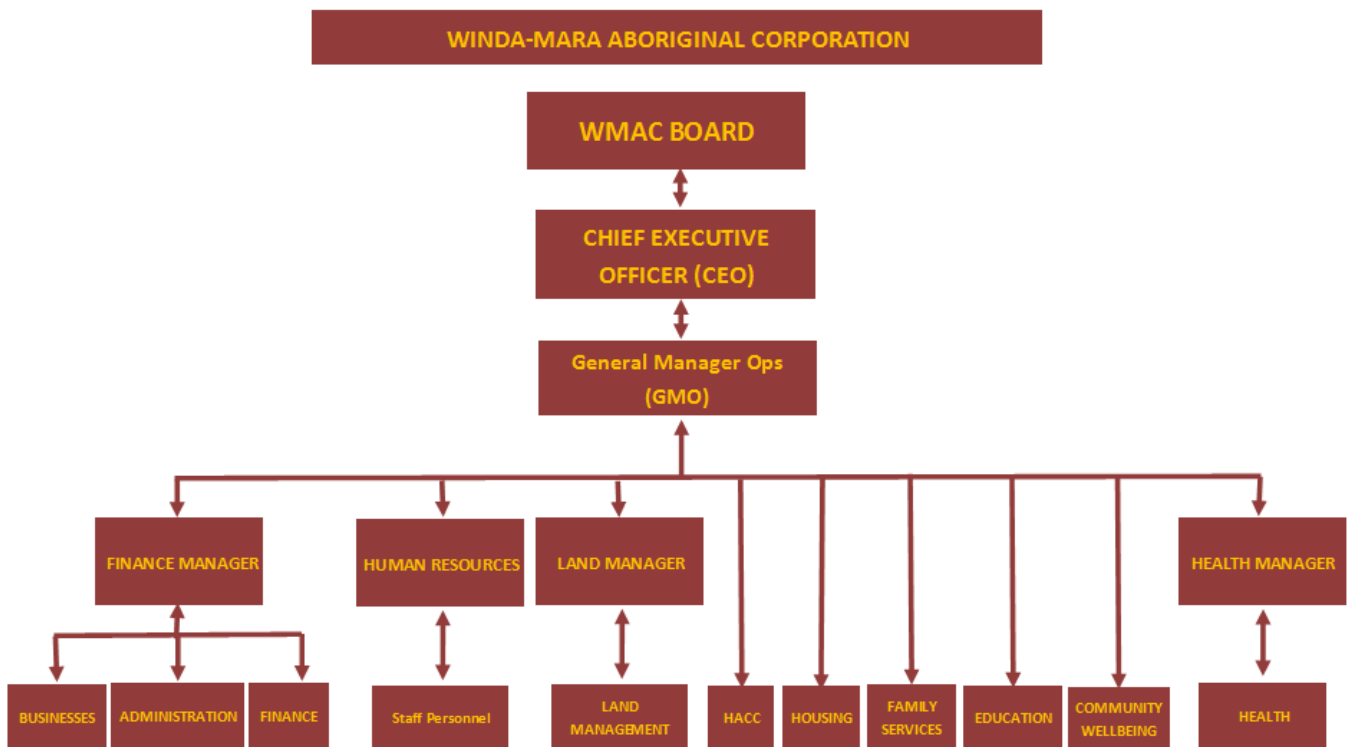 WINDA-MARA ABORIGINAL CORPORATION
WMAC BOARD
CHIEF EXECUTIVE
OFFICER (CEO)
General Manager Ops
(GMO)
FINANCE MANAGER
HUMAN RESOURCES
LAND MANAGER
HEALTH MANAGER
BUSINESSES
ADMINISTRATION
FINANCE
Staff Personnel
LAND
MANAGEMENT
HACC
HOUSING
FAMILY
SERVICES
EDUCATION
COMMUNITY
WELLBEING
HEALTH